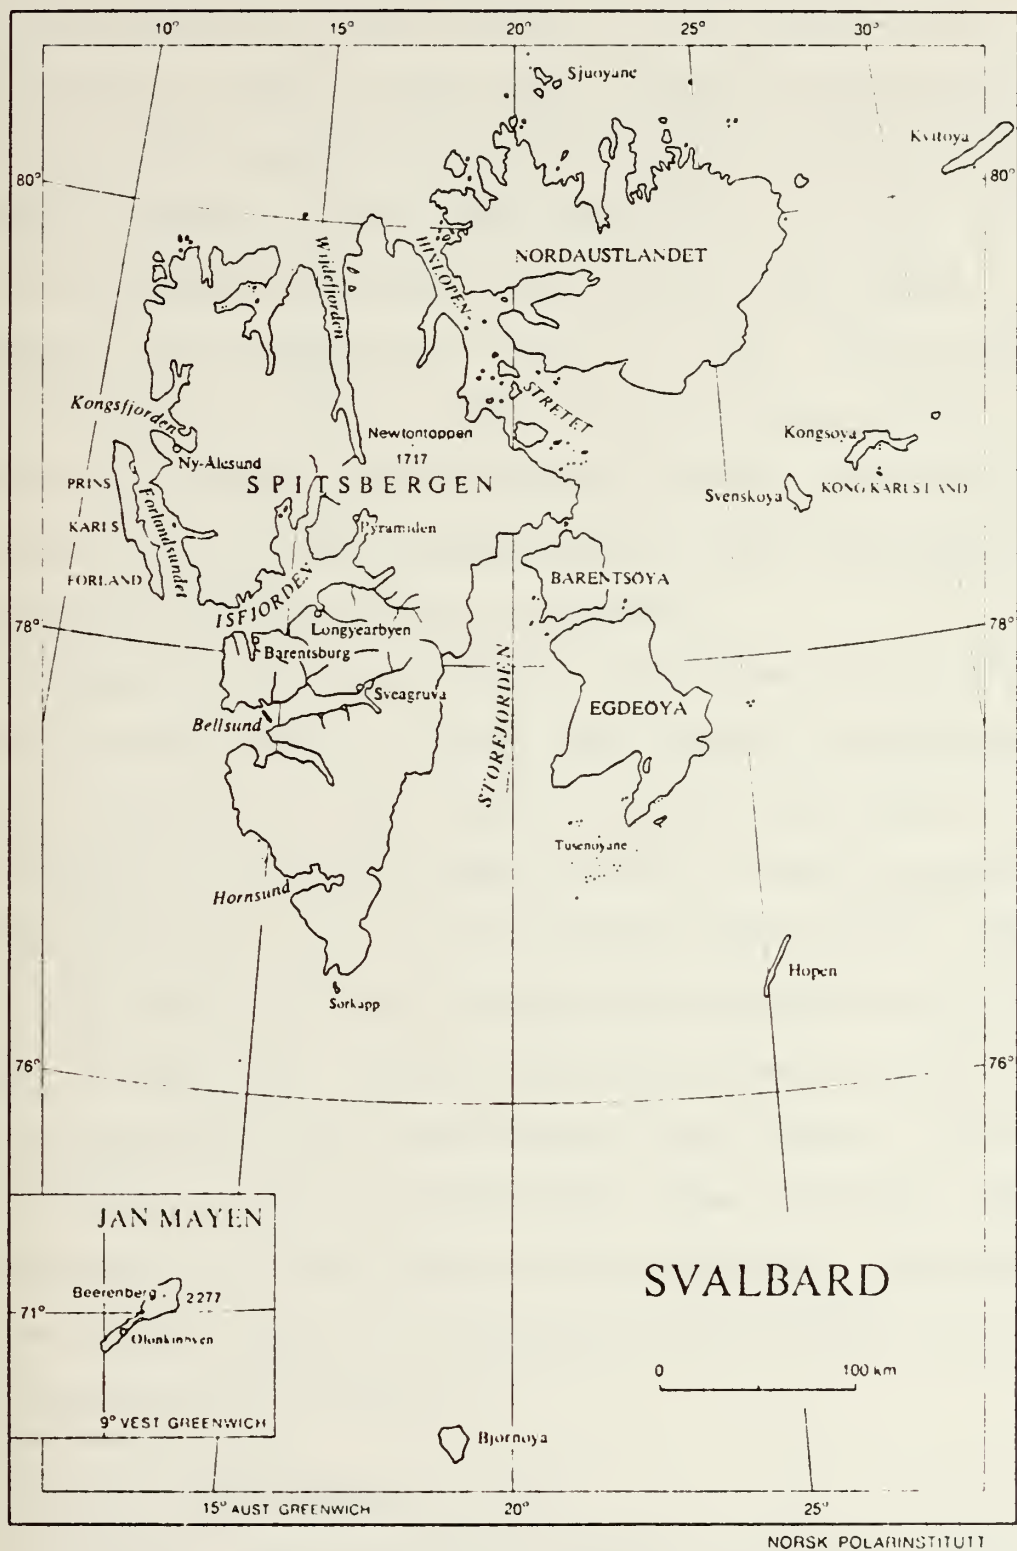 10° 15° 20° 25° 30°
Sjuoyane
Kvitoya
80° 80°
NORDAUSTLANDET
Wijdefjorden
HINLOPEN-
STRETET
Kongsfjorden
Newtontoppen
1717
Kongsoya
Ny-Ålesund
SPITSBERGEN
PRINS
KARLS
FORLAND
Forlandsundet
Svenskoya
KONG KARLS LAND
Pyramiden
BARENTSÖYA
ISFJORDEN
78° 78°
Longyearbyen
Barentsburg
Sveagruva
EGDEÖYA
Bellsund
STOREFJORDEN
Tusenoyane
Hornsund
Hopen
Sorkapp
76° 76°
JAN MAYEN
Beerenberg
2277
71°
9° VEST GREENWICH
SVALBARD
0 100 km
Bjornoya
15° AUST GREENWICH 20° 25°
NORSK POLARINSTITUTT